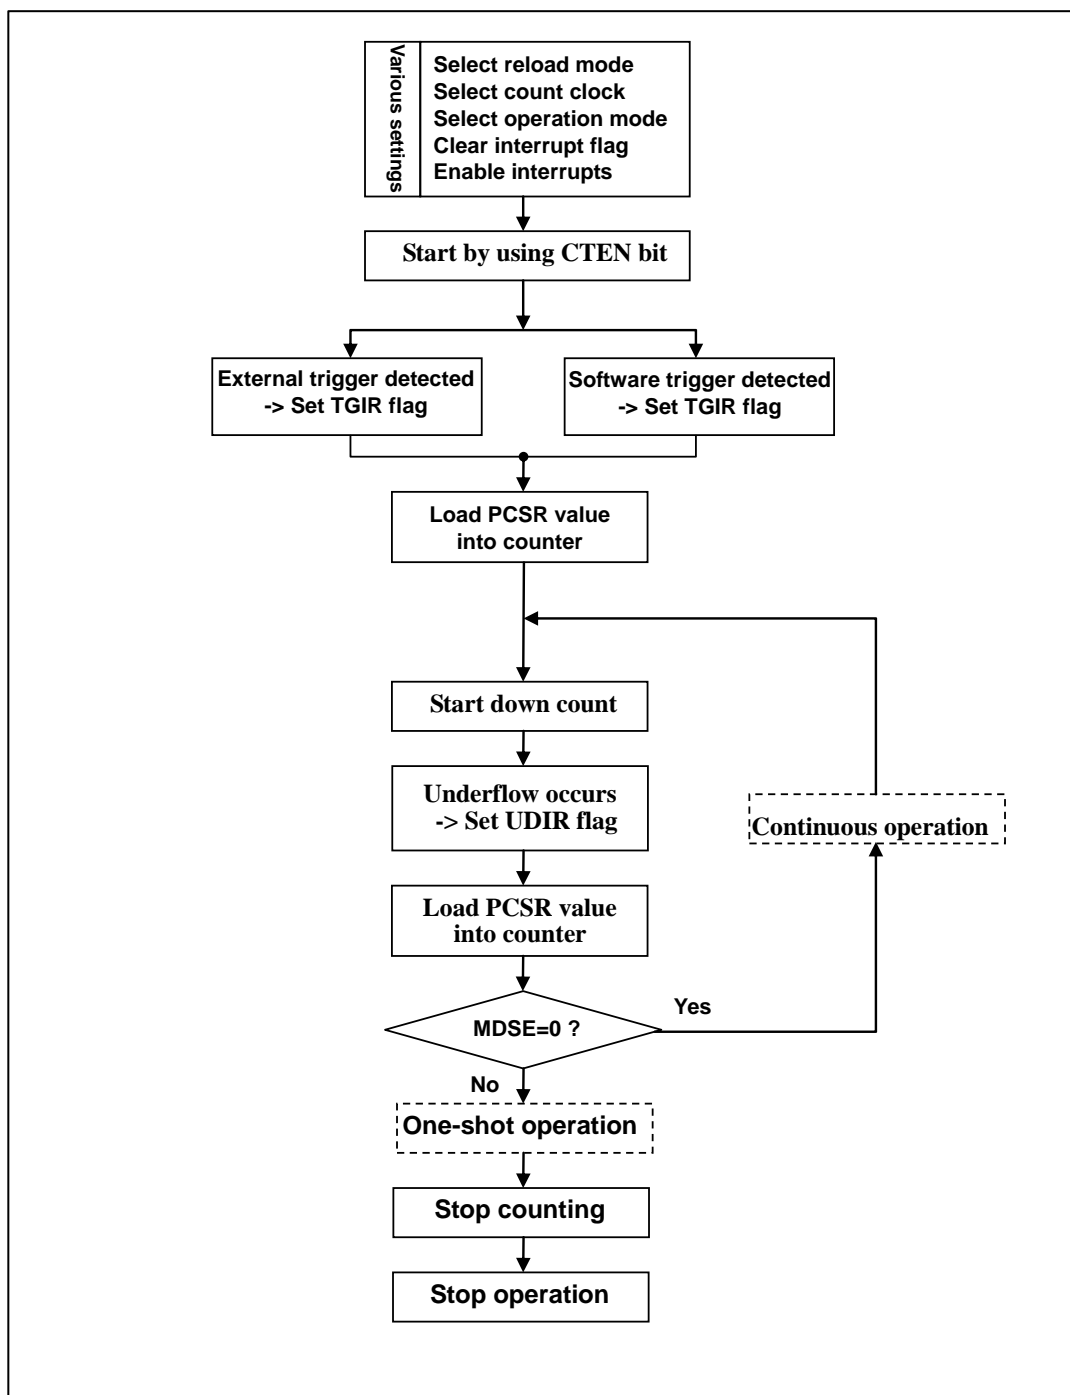 Various settings
Select reload mode
Select count clock
Select operation mode
Clear interrupt flag
Enable interrupts
Start by using CTEN bit
External trigger detected
-> Set TGIR flag
Software trigger detected
-> Set TGIR flag
Load PCSR value
into counter
Start down count
Underflow occurs
-> Set UDIR flag
Continuous operation
Load PCSR value
into counter
MDSE=0 ?
Yes
No
One-shot operation
Stop counting
Stop operation